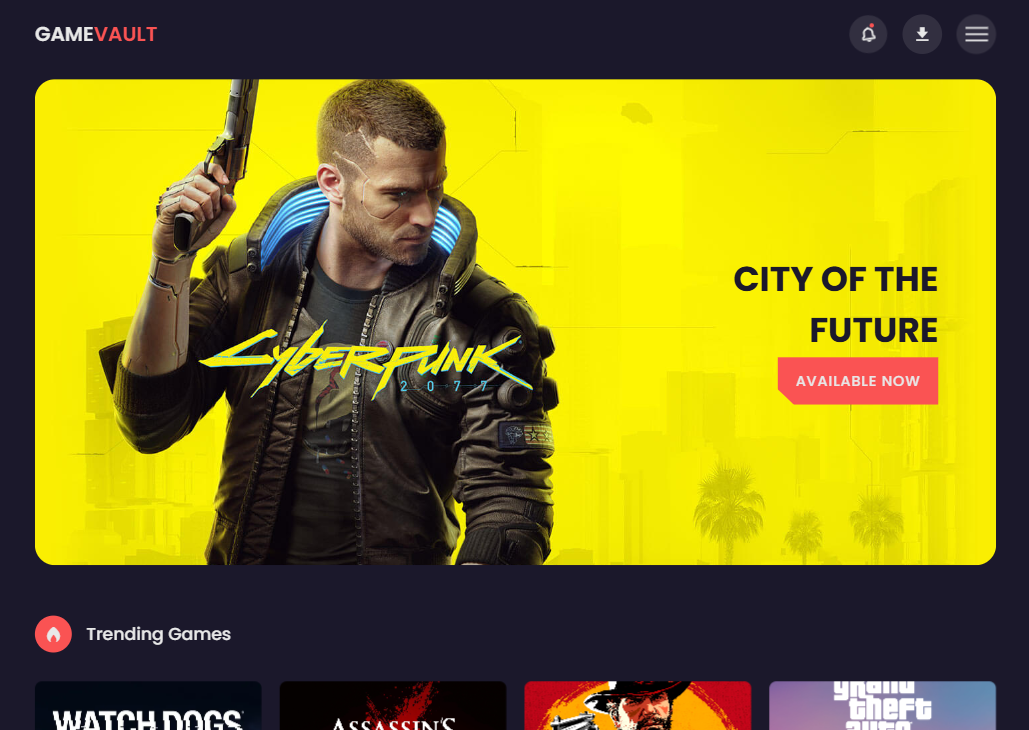 GAMEVAULT
CITY OF THE
FUTURE
CYBERPUNK
2077
AVAILABLE NOW
Trending Games
WATCH DOGS
ASSASSIN'S
grand
theft
auto